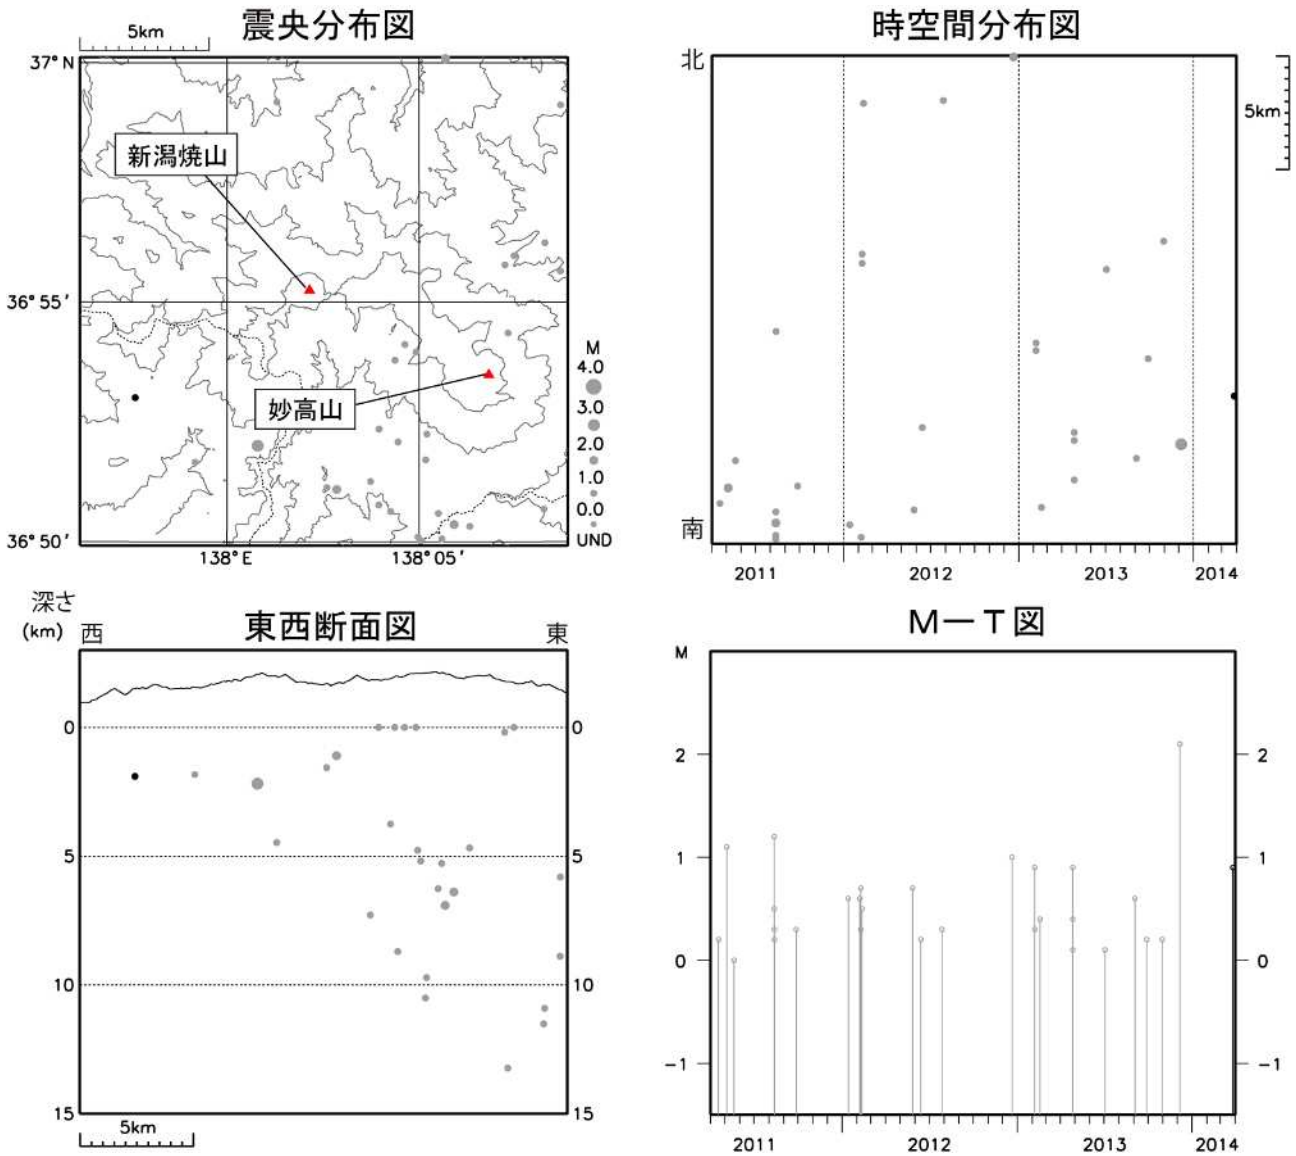 震央分布図
5km
37°N
新潟焼山
36°55′
妙高山
36°50′
138°E
138°05′
M
4.0
3.0
2.0
1.0
0.0
UND
時空間分布図
北
5km
南
2011
2012
2013
2014
東西断面図
深さ
(km)
西
東
0
0
5
5
10
10
15
15
5km
M－T図
M
2
2
1
1
0
0
-1
-1
2011
2012
2013
2014